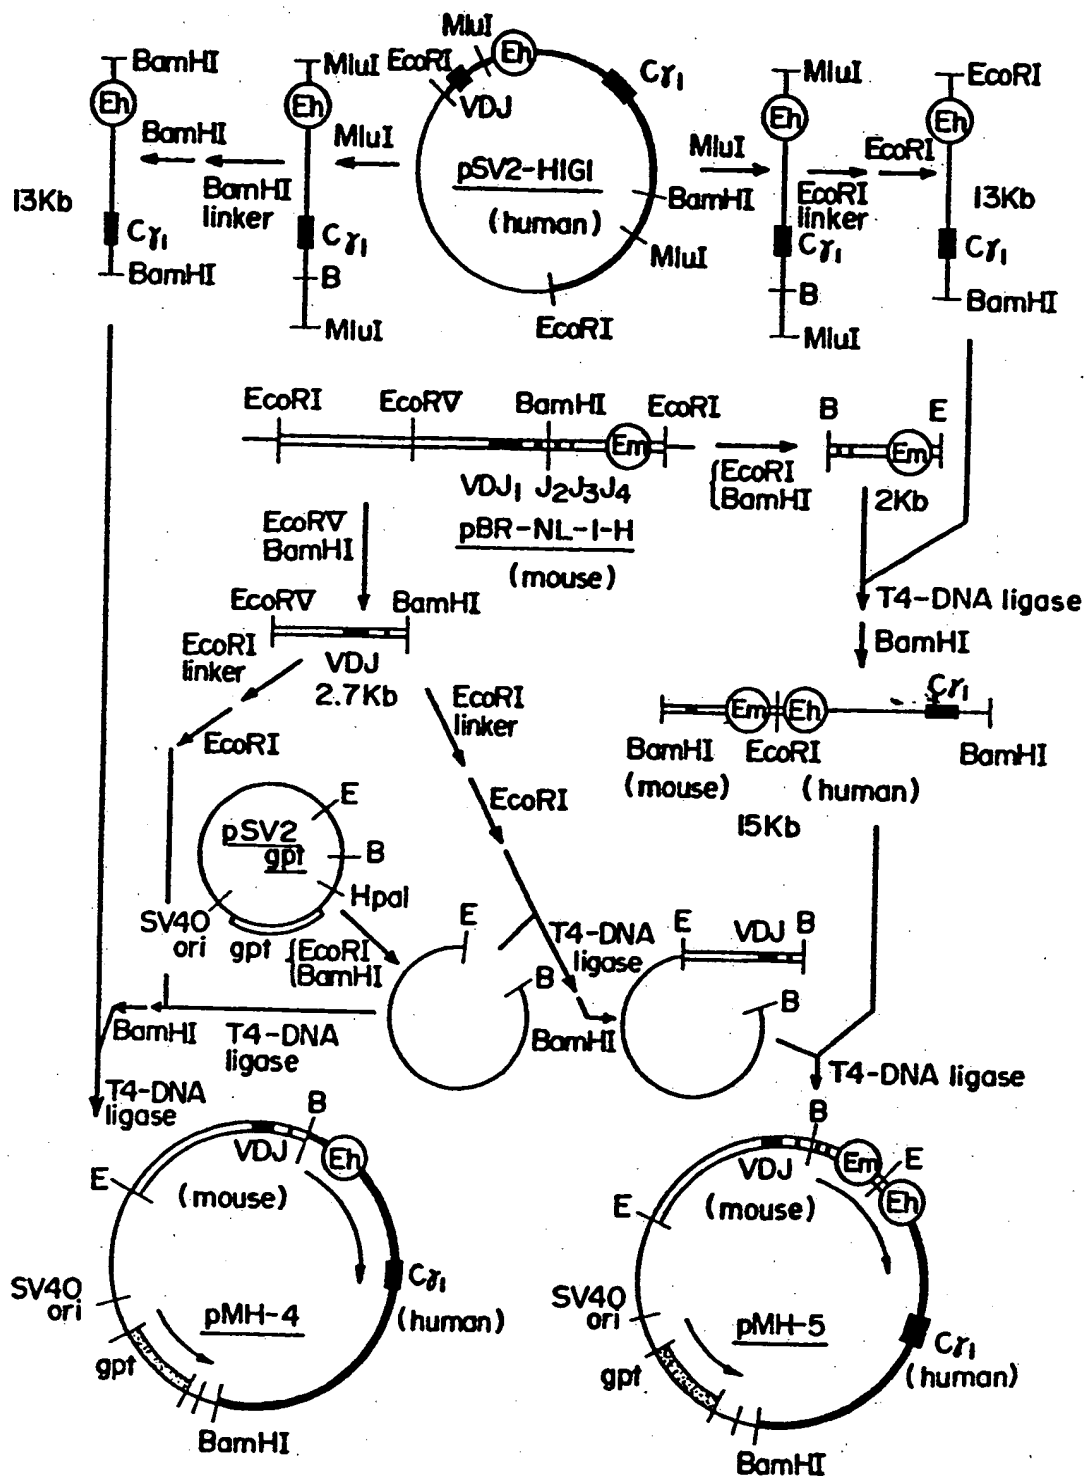 MluI
BamHI
MluI
EcoRI
Eh
Cγ1
MluI
EcoRI
Eh
Eh
VDJ
Eh
Eh
BamHI
MluI
pSV2-HIGI
MluI
EcoRI
BamHI
linker
(human)
BamHI
EcoRI
linker
13Kb
13Kb
Cγ1
Cγ1
MluI
Cγ1
Cγ1
BamHI
B
B
BamHI
MluI
EcoRI
MluI
EcoRI
EcoRV
BamHI
EcoRI
B
E
Em
Em
EcoRI
BamHI
VDJ1 J2J3J4
2Kb
EcoRV
BamHI
pBR-NL-I-H
(mouse)
T4-DNA ligase
BamHI
EcoRV
BamHI
EcoRI
linker
VDJ
2.7Kb
EcoRI
linker
Cγ1
Em
Eh
EcoRI
BamHI
EcoRI
BamHI
(mouse)
(human)
15Kb
EcoRI
E
pSV2
gpt
B
HpaI
SV40
ori
gpt
EcoRI
BamHI
E
B
T4-DNA
ligase
E
VDJ
B
B
BamHI
T4-DNA
ligase
BamHI
T4-DNA ligase
T4-DNA
ligase
B
VDJ
Eh
E
(mouse)
SV40
ori
pMH-4
Cγ1
(human)
gpt
BamHI
B
VDJ
Em
E
Eh
E
(mouse)
SV40
ori
pMH-5
Cγ1
(human)
gpt
BamHI